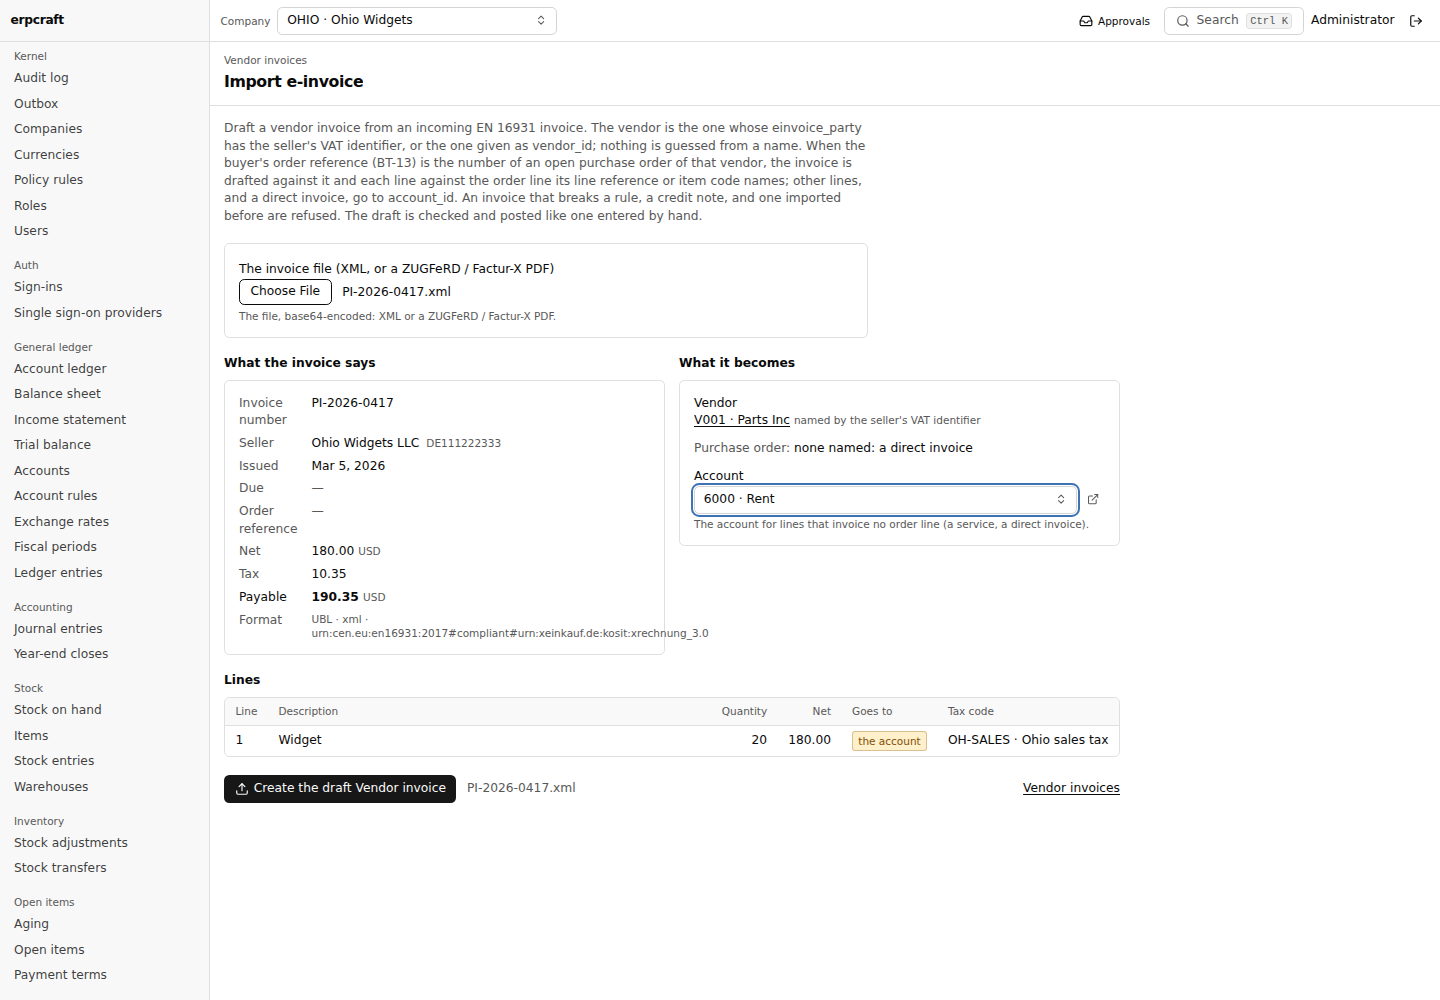 erpcraft
Company
OHIO · Ohio Widgets
Approvals
Search
Ctrl K
Administrator
Kernel
Audit log
Outbox
Companies
Currencies
Policy rules
Roles
Users
Auth
Sign-ins
Single sign-on providers
General ledger
Account ledger
Balance sheet
Income statement
Trial balance
Accounts
Account rules
Exchange rates
Fiscal periods
Ledger entries
Accounting
Journal entries
Year-end closes
Stock
Stock on hand
Items
Stock entries
Warehouses
Inventory
Stock adjustments
Stock transfers
Open items
Aging
Open items
Payment terms
Vendor invoices
Import e-invoice
Draft a vendor invoice from an incoming EN 16931 invoice. The vendor is the one whose einvoice_party
has the seller's VAT identifier, or the one given as vendor_id; nothing is guessed from a name. When the
buyer's order reference (BT-13) is the number of an open purchase order of that vendor, the invoice is
drafted against it and each line against the order line its line reference or item code names; other lines,
and a direct invoice, go to account_id. An invoice that breaks a rule, a credit note, and one imported
before are refused. The draft is checked and posted like one entered by hand.
The invoice file (XML, or a ZUGFeRD / Factur-X PDF)
Choose File PI-2026-0417.xml
The file, base64-encoded: XML or a ZUGFeRD / Factur-X PDF.
What the invoice says
Invoice number PI-2026-0417
Seller Ohio Widgets LLC DE111222333
Issued Mar 5, 2026
Due —
Order reference —
Net 180.00 USD
Tax 10.35
Payable 190.35 USD
Format UBL · xml ·
urn:cen.eu:en16931:2017#compliant#urn:xeinkauf.de:kosit:xrechnung_3.0
What it becomes
Vendor
V001 · Parts Inc named by the seller's VAT identifier
Purchase order: none named: a direct invoice
Account
6000 · Rent
The account for lines that invoice no order line (a service, a direct invoice).
Lines
Line Description Quantity Net Goes to Tax code
1 Widget 20 180.00 the account OH-SALES · Ohio sales tax
Create the draft Vendor invoice PI-2026-0417.xml Vendor invoices